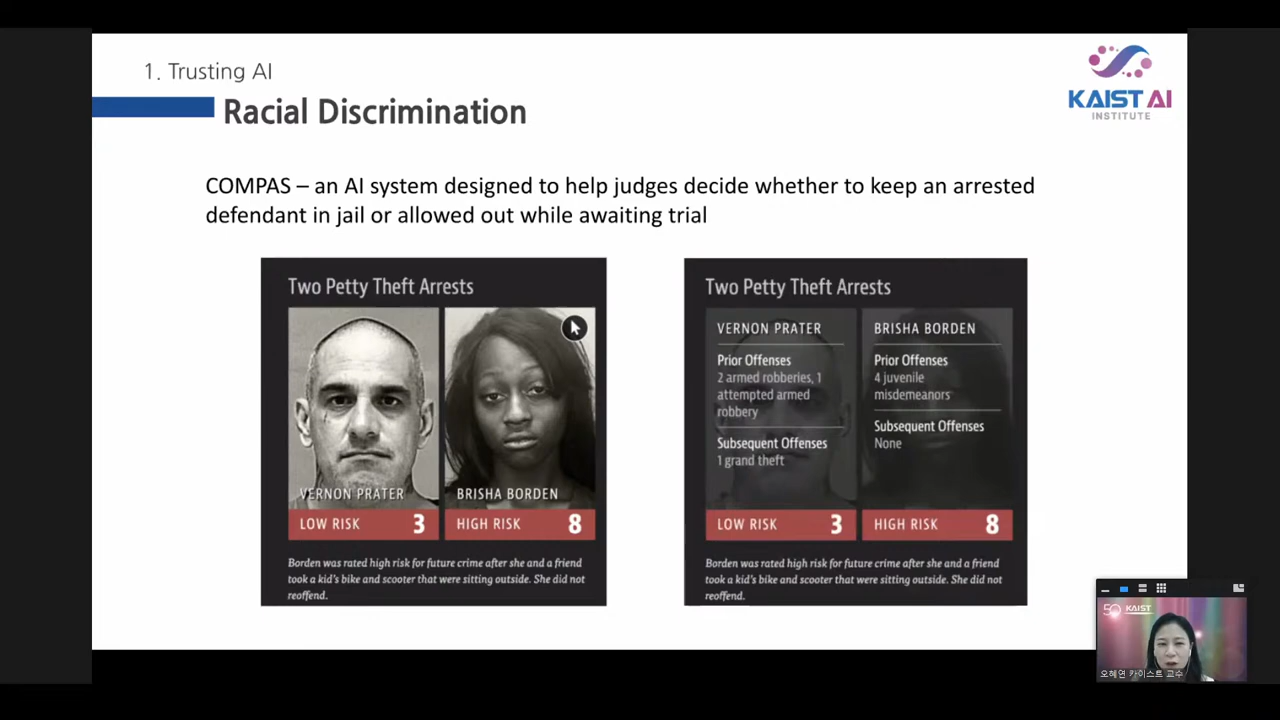 1. Trusting AI
Racial Discrimination
KAIST AI
INSTITUTE
COMPAS – an AI system designed to help judges decide whether to keep an arrested
defendant in jail or allowed out while awaiting trial
Two Petty Theft Arrests
VERNON PRATER
BRISHA BORDEN
LOW RISK 3
HIGH RISK 8
Borden was rated high risk for future crime after she and a friend
took a kid's bike and scooter that were sitting outside. She did not
reoffend.
Two Petty Theft Arrests
VERNON PRATER
Prior Offenses
2 armed robberies, 1
attempted armed
robbery
Subsequent Offenses
1 grand theft
LOW RISK 3
BRISHA BORDEN
Prior Offenses
4 juvenile
misdemeanors
Subsequent Offenses
None
HIGH RISK 8
Borden was rated high risk for future crime after she and a friend
took a kid's bike and scooter that were sitting outside. She did not
reoffend.
50 KAIST
오혜연 카이스트 교수